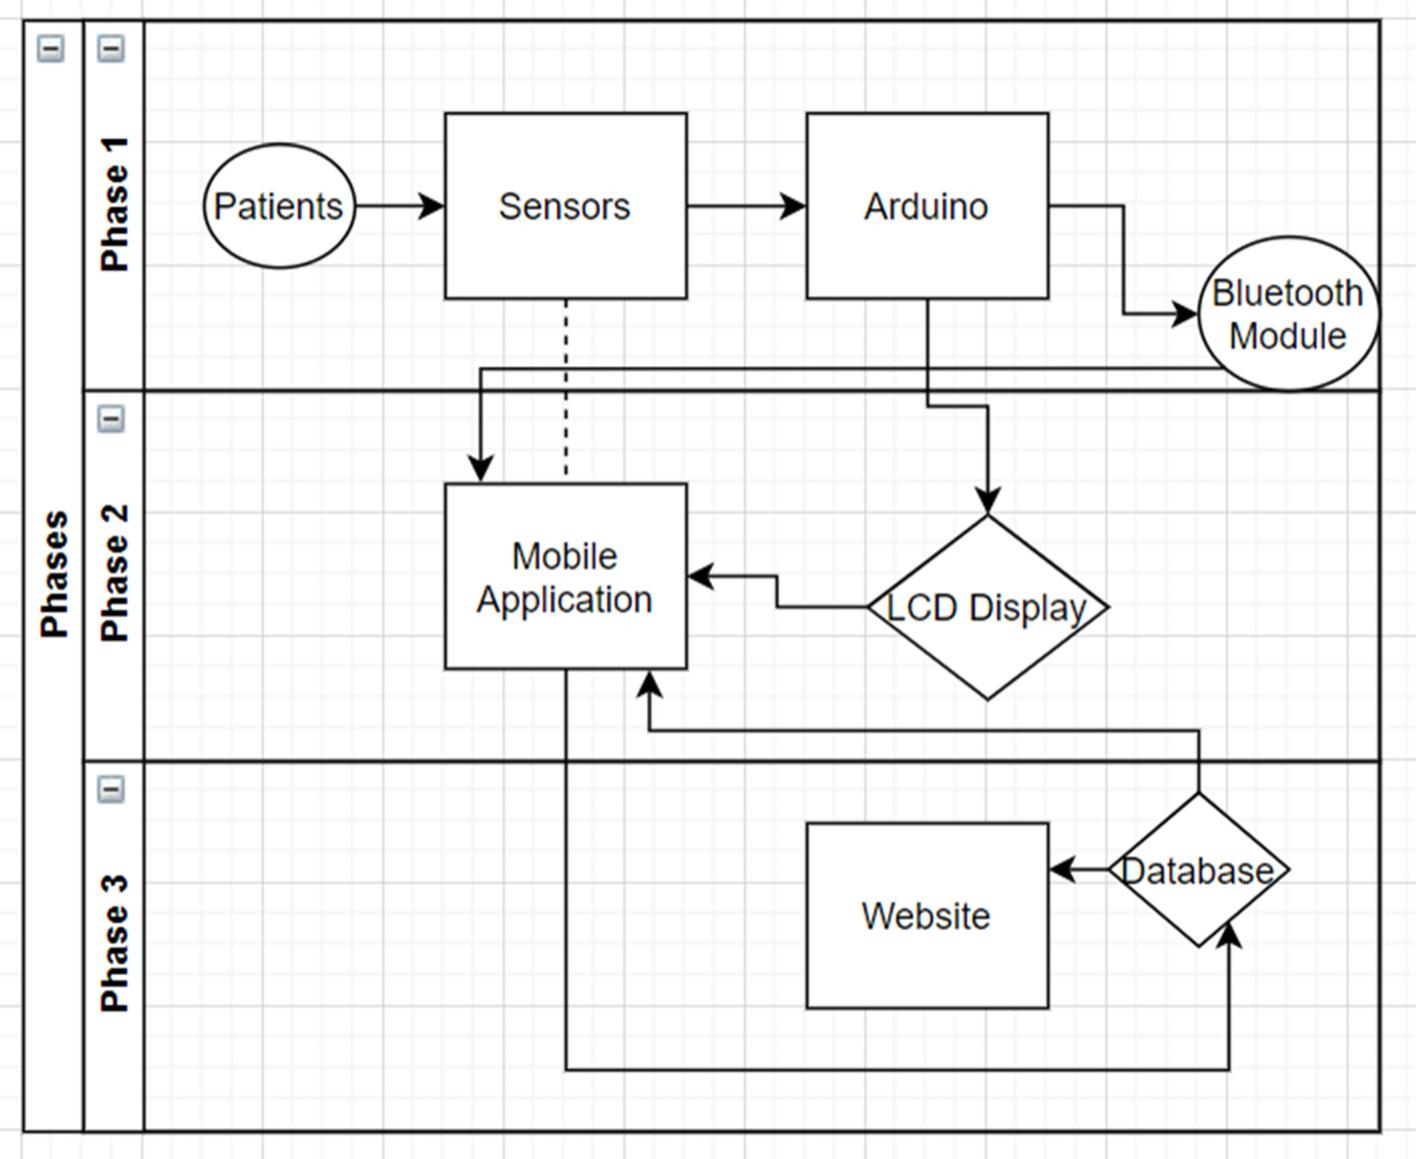 Phases
Phase 1
Patients
Sensors
Arduino
Bluetooth
Module
Phase 2
Mobile
Application
LCD Display
Phase 3
Website
Database